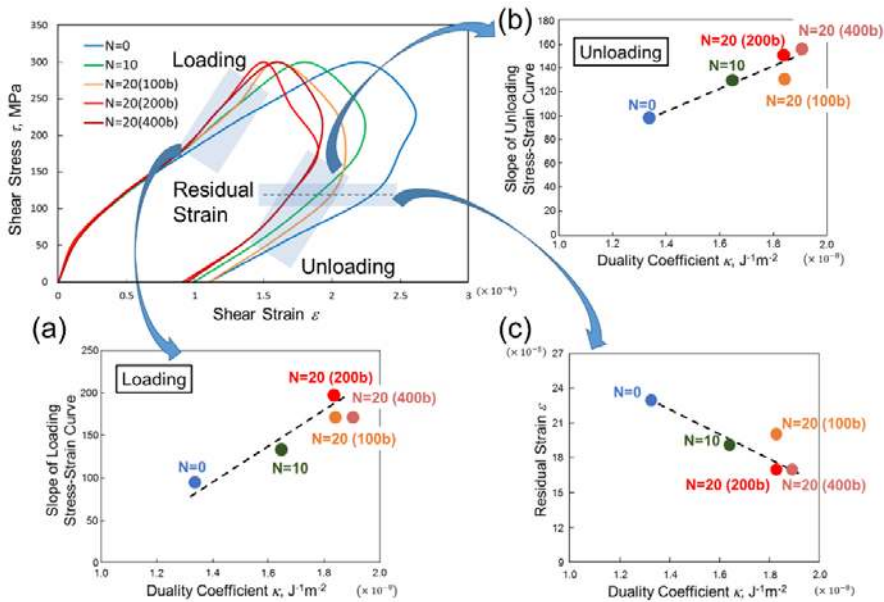 350
300
250
200
150
100
50
0
Shear Stress τ, MPa
N=0
N=10
N=20(100b)
N=20(200b)
N=20(400b)
Loading
Residual
Strain
Unloading
0 0.5 1 1.5 2 2.5 3
(×10⁻⁴)
Shear Strain ε
(b)
180
160
140
120
100
80
60
40
20
0
Slope of Unloading
Stress-Strain Curve
Unloading
N=20 (400b)
N=20 (200b)
N=10
N=20 (100b)
N=0
1.0 1.2 1.4 1.6 1.8 2.0
Duality Coefficient κ, J⁻¹m⁻²
(×10⁻⁸)
(a)
250
200
150
100
50
0
Slope of Loading
Stress-Strain Curve
Loading
N=20 (200b)
N=20 (400b)
N=20 (100b)
N=10
N=0
1.0 1.2 1.4 1.6 1.8 2.0
Duality Coefficient κ, J⁻¹m⁻²
(c)
27
24
21
18
15
12
9
Residual Strain ε
N=0
N=20 (100b)
N=10
N=20 (200b)
N=20 (400b)
1.0 1.2 1.4 1.6 1.8 2.0
Duality Coefficient κ, J⁻¹m⁻²